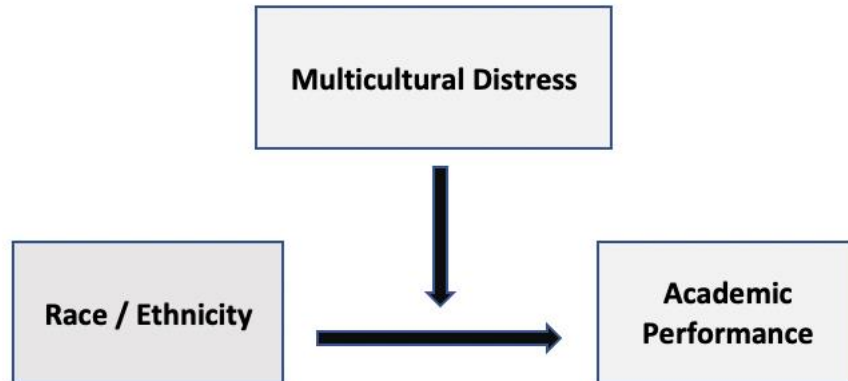 Multicultural Distress
Race / Ethnicity
Academic
Performance